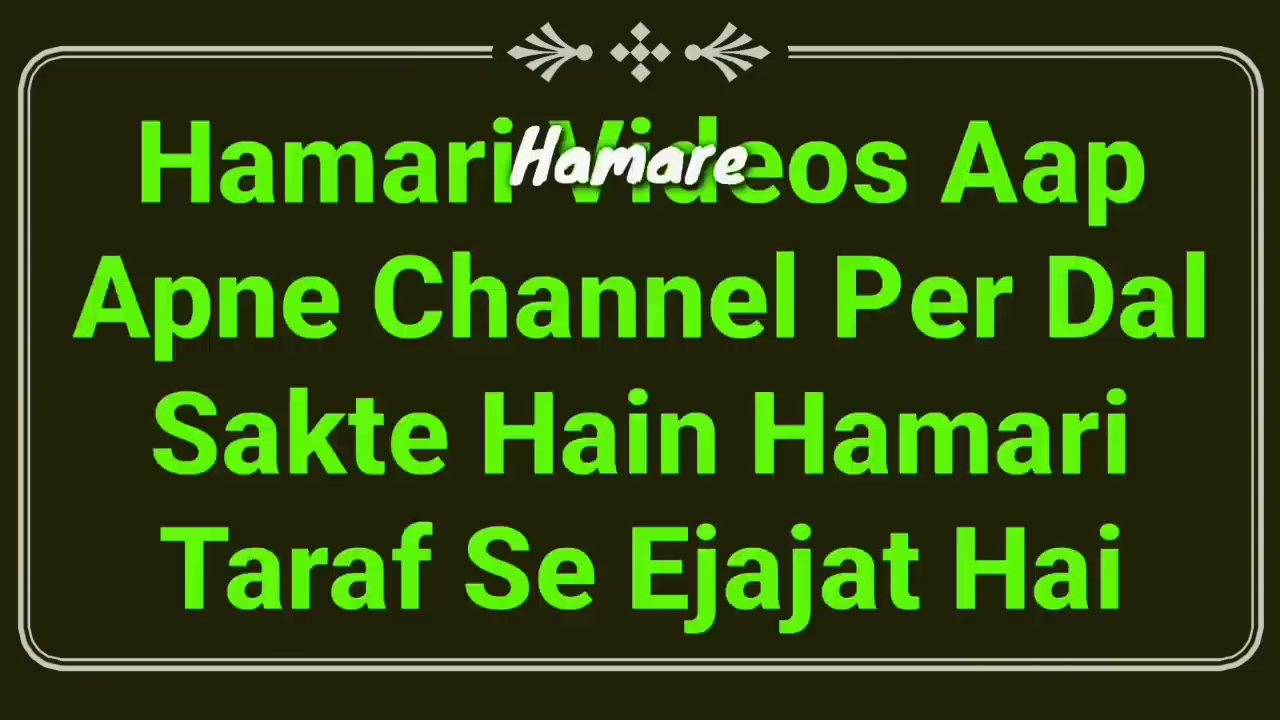 Hamari Videos Aap
Hamare
Apne Channel Per Dal
Sakte Hain Hamari
Taraf Se Ejajat Hai